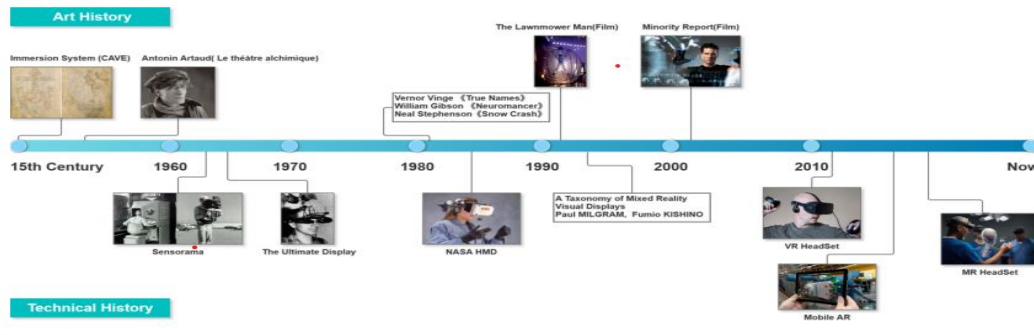 Art History
The Lawnmower Man(Film)
Minority Report(Film)
Immersion System (CAVE)
Antonin Artaud( Le théâtre alchimique)
Vernor Vinge 《True Names》
William Gibson 《Neuromancer》
Neal Stephenson《Snow Crash》
15th Century
1960
1970
1980
1990
2000
2010
Now
A Taxonomy of Mixed Reality
Visual Displays
Paul MILGRAM, Fumio KISHINO
Sensorama
The Ultimate Display
NASA HMD
VR HeadSet
MR HeadSet
Mobile AR
Technical History